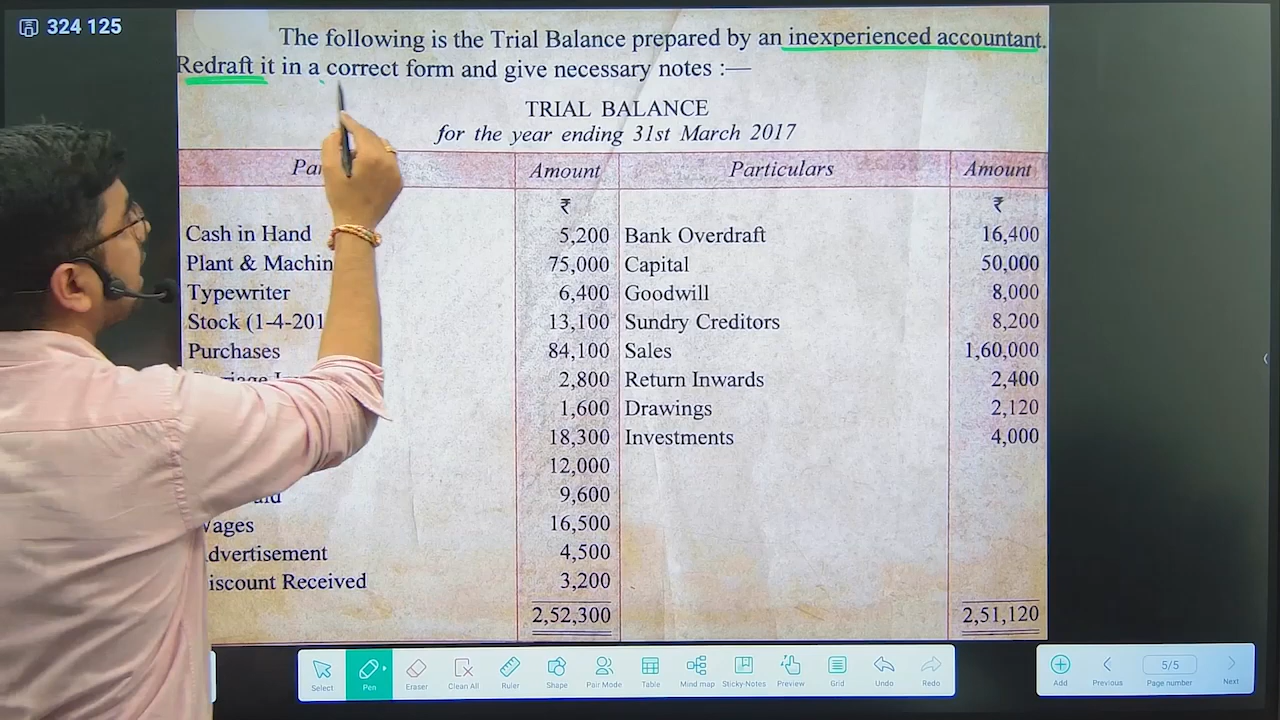 324 125
The following is the Trial Balance prepared by an inexperienced accountant.
Redraft it in a correct form and give necessary notes :—
TRIAL BALANCE
for the year ending 31st March 2017
Amount Particulars Amount
₹ ₹
Cash in Hand 5,200 Bank Overdraft 16,400
Plant & Machin 75,000 Capital 50,000
Typewriter 6,400 Goodwill 8,000
Stock (1-4-201 13,100 Sundry Creditors 8,200
Purchases 84,100 Sales 1,60,000
2,800 Return Inwards 2,400
1,600 Drawings 2,120
18,300 Investments 4,000
12,000
9,600
Wages 16,500
dvertisement 4,500
iscount Received 3,200
2,52,300 2,51,120
Select Pen Eraser Clean All Ruler Shape Pair Mode Table Mind map Sticky-Notes Preview Grid Undo Redo
Add Previous 5/5 Page number Next